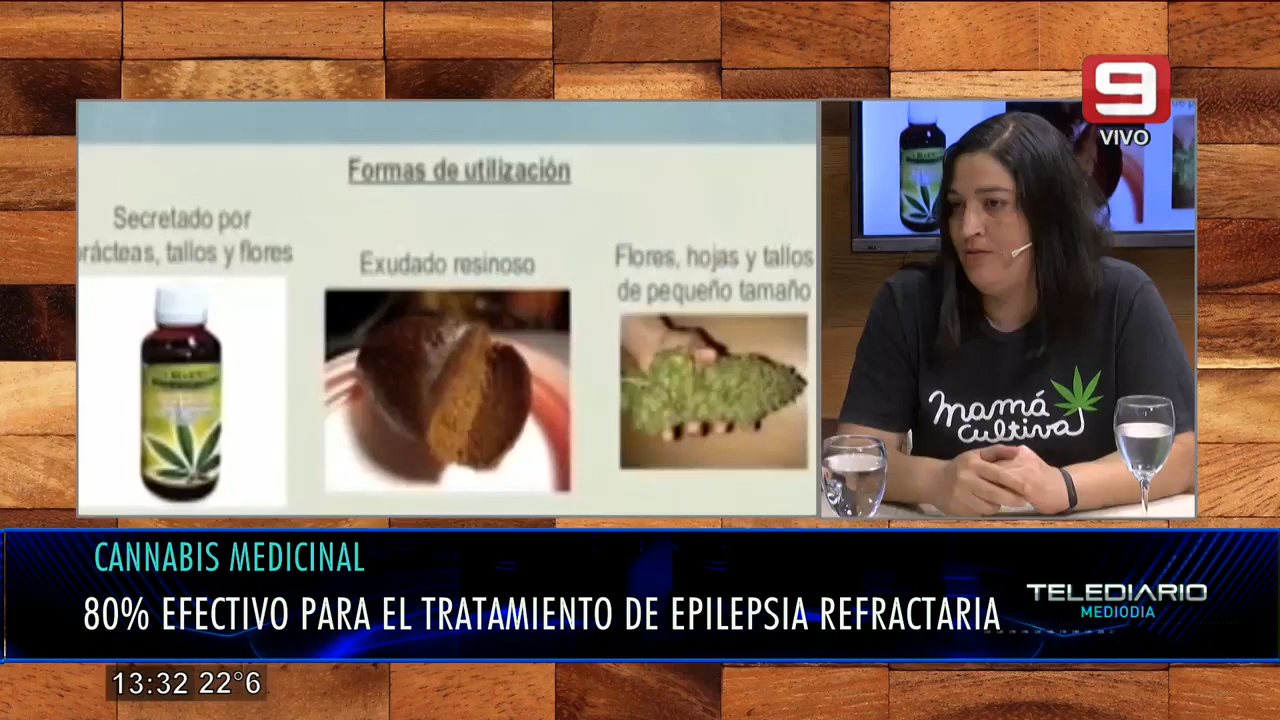 9
VIVO
Formas de utilización
Secretado por
rácteas, tallos y flores
Exudado resinoso
Flores, hojas y tallos
de pequeño tamaño
mamá
cultiva
CANNABIS MEDICINAL
80% EFECTIVO PARA EL TRATAMIENTO DE EPILEPSIA REFRACTARIA
TELEDIARIO
MEDIODIA
13:32 22°6